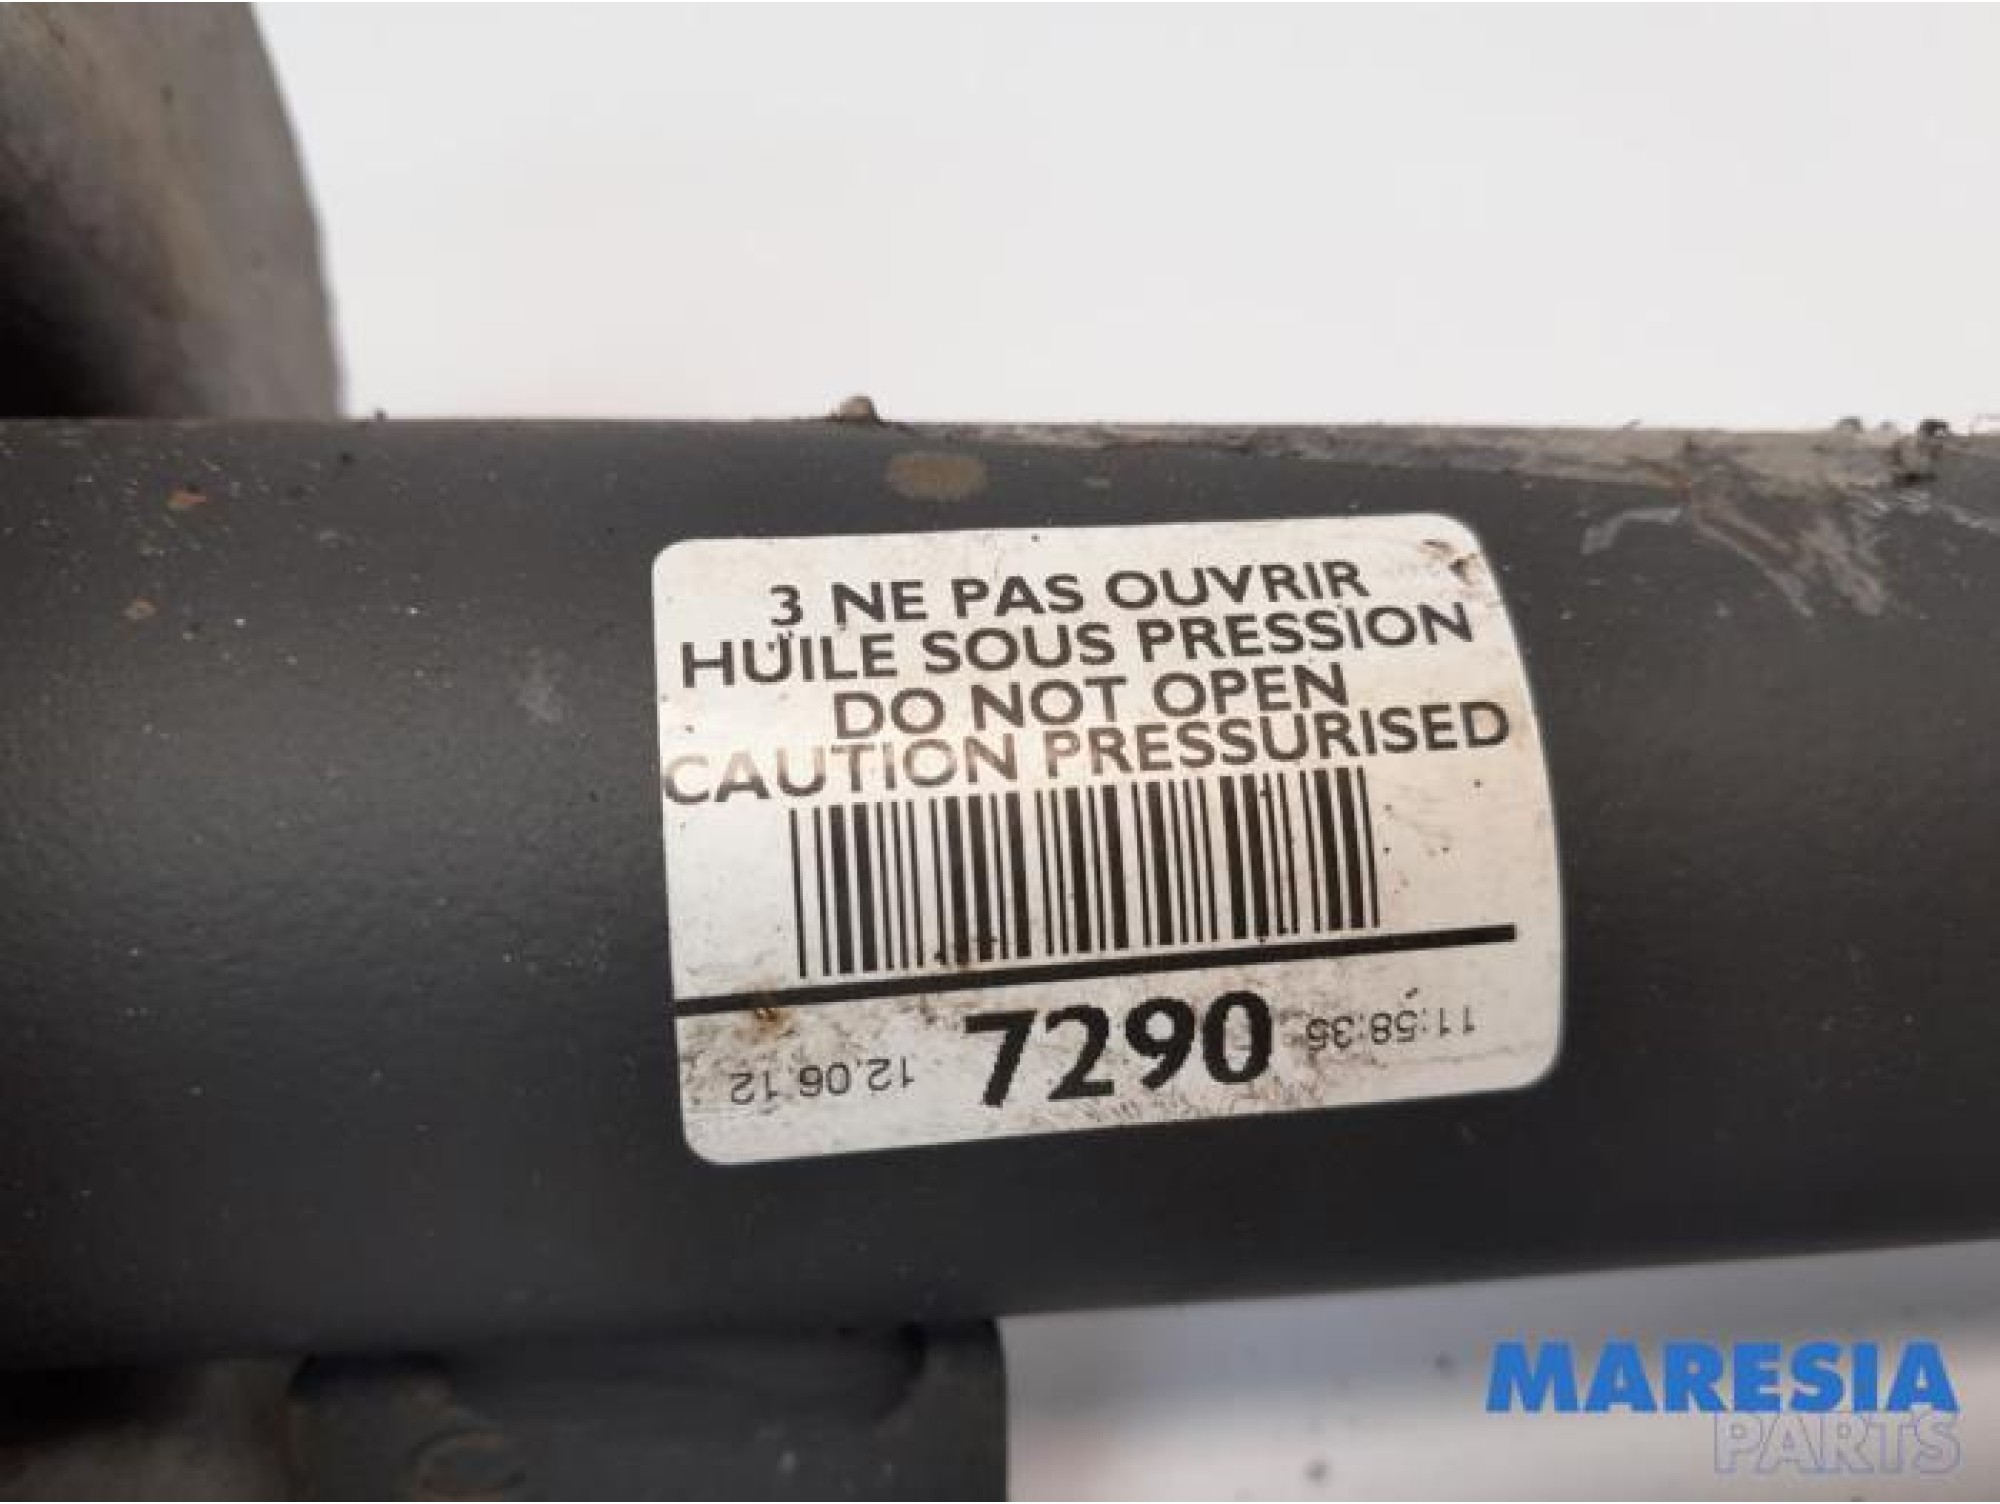 3 NE PAS OUVRIR
HUILE SOUS PRESSION
DO NOT OPEN
CAUTION PRESSURISED
12.06.12 7290 11:58:35
MARESIA
PARTS